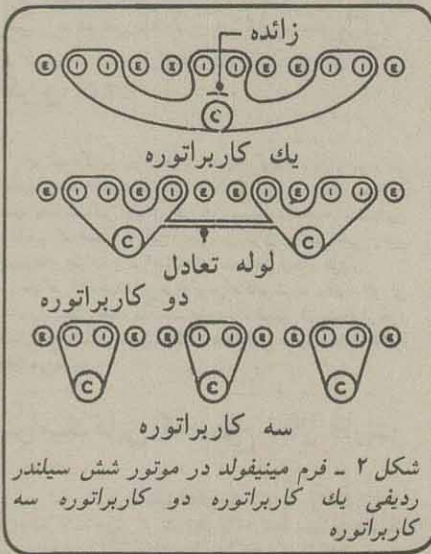 زائده
E I I E E I I E E I I E
C
یك کاربراتوره
E I I E I E E I E I I E
C C
لوله تعادل
دو کاربراتوره
E I I E E I I E E I I E
C C C
سه کاربراتوره
شکل ۲ ـ فرم مینیفولد در موتور شش سیلندر
ردیفی یك کاربراتوره دو کاربراتوره سه
کاربراتوره